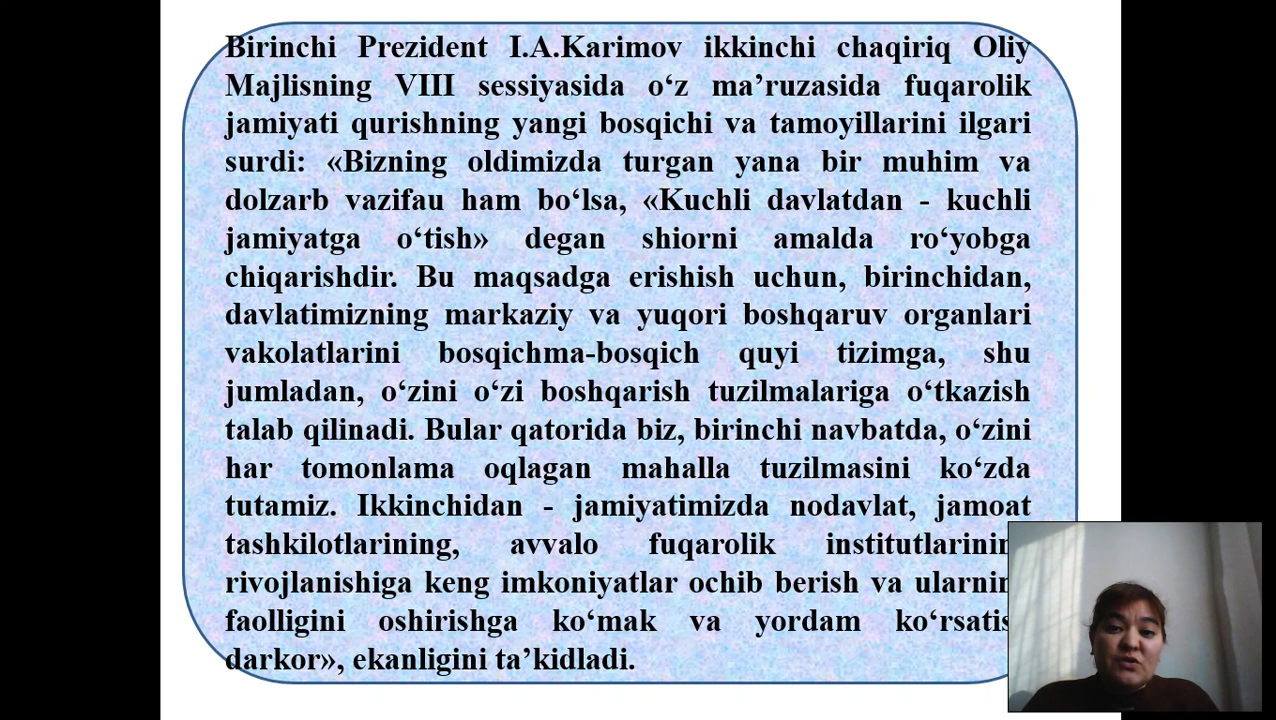 Birinchi Prezident I.A.Karimov ikkinchi chaqiriq Oliy
Majlisning VIII sessiyasida o‘z ma’ruzasida fuqarolik
jamiyati qurishning yangi bosqichi va tamoyillarini ilgari
surdi: «Bizning oldimizda turgan yana bir muhim va
dolzarb vazifau ham bo‘lsa, «Kuchli davlatdan - kuchli
jamiyatga o‘tish» degan shiorni amalda ro‘yobga
chiqarishdir. Bu maqsadga erishish uchun, birinchidan,
davlatimizning markaziy va yuqori boshqaruv organlari
vakolatlarini bosqichma-bosqich quyi tizimga, shu
jumladan, o‘zini o‘zi boshqarish tuzilmalariga o‘tkazish
talab qilinadi. Bular qatorida biz, birinchi navbatda, o‘zini
har tomonlama oqlagan mahalla tuzilmasini ko‘zda
tutamiz. Ikkinchidan - jamiyatimizda nodavlat, jamoat
tashkilotlarining, avvalo fuqarolik
rivojlanishiga keng imkoniyatlar ochib berish va
faolligini oshirishga ko‘mak va yordam
darkor», ekanligini ta’kidladi.